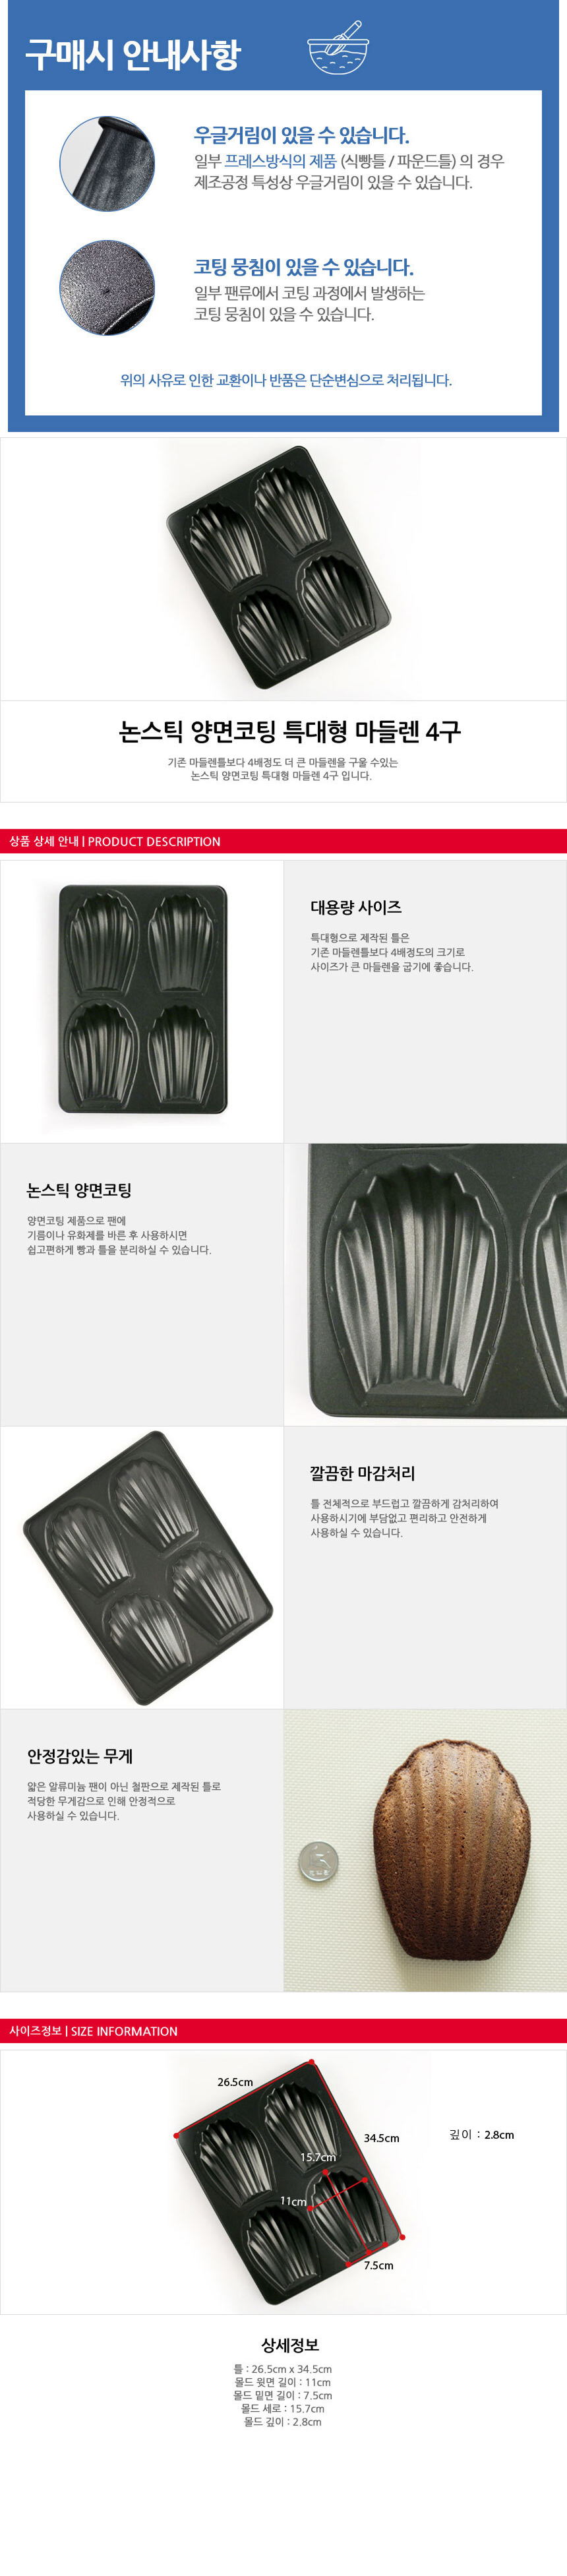 구매시 안내사항
우글거림이 있을 수 있습니다.
일부 프레스방식의 제품 (식빵틀 / 파운드틀) 의 경우
제조공정 특성상 우글거림이 있을 수 있습니다.
코팅 뭉침이 있을 수 있습니다.
일부 팬류에서 코팅 과정에서 발생하는
코팅 뭉침이 있을 수 있습니다.
위의 사유로 인한 교환이나 반품은 단순변심으로 처리됩니다.
논스틱 양면코팅 특대형 마들렌 4구
기존 마들렌틀보다 4배정도 더 큰 마들렌을 구울 수있는
논스틱 양면코팅 특대형 마들렌 4구 입니다.
상품 상세 안내 | PRODUCT DESCRIPTION
대용량 사이즈
특대형으로 제작된 틀은
기존 마들렌틀보다 4배정도의 크기로
사이즈가 큰 마들렌을 굽기에 좋습니다.
논스틱 양면코팅
양면코팅 제품으로 팬에
기름이나 유화제를 바른 후 사용하시면
쉽고편하게 빵과 틀을 분리하실 수 있습니다.
깔끔한 마감처리
틀 전체적으로 부드럽고 깔끔하게 감처리하여
사용하시기에 부담없고 편리하고 안전하게
사용하실 수 있습니다.
안정감있는 무게
얇은 알류미늄 팬이 아닌 철판으로 제작된 틀로
적당한 무게감으로 인해 안정적으로
사용하실 수 있습니다.
사이즈정보 | SIZE INFORMATION
26.5cm
34.5cm
깊이 : 2.8cm
15.7cm
11cm
7.5cm
상세정보
틀 : 26.5cm x 34.5cm
몰드 윗면 길이 : 11cm
몰드 밑면 길이 : 7.5cm
몰드 세로 : 15.7cm
몰드 깊이 : 2.8cm